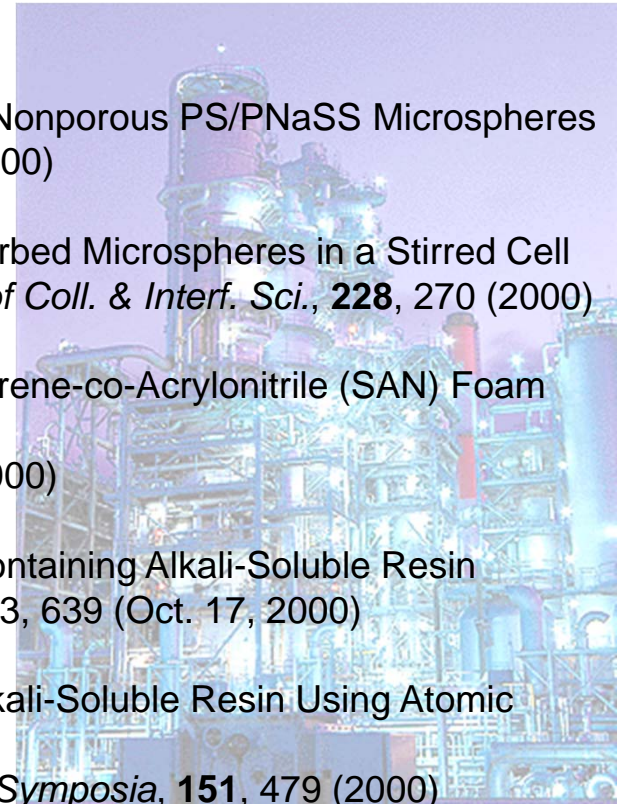 Nonporous PS/PNaSS Microspheres
00)
rbed Microspheres in a Stirred Cell
of Coll. & Interf. Sci., 228, 270 (2000)
rene-co-Acrylonitrile (SAN) Foam
000)
ontaining Alkali-Soluble Resin
3, 639 (Oct. 17, 2000)
kali-Soluble Resin Using Atomic
Symposia, 151, 479 (2000)